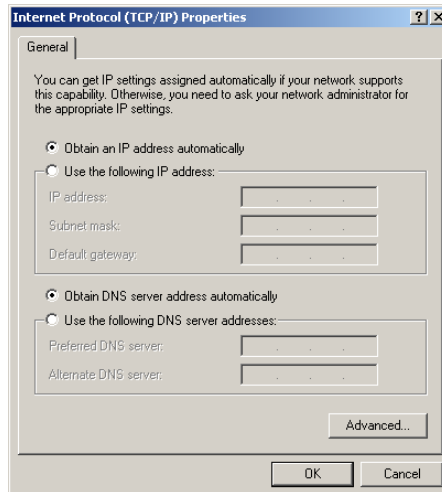 Internet Protocol (TCP/IP) Properties
General
You can get IP settings assigned automatically if your network supports
this capability. Otherwise, you need to ask your network administrator for
the appropriate IP settings.
Obtain an IP address automatically
Use the following IP address:
IP address:
Subnet mask:
Default gateway:
Obtain DNS server address automatically
Use the following DNS server addresses:
Preferred DNS server:
Alternate DNS server:
Advanced...
OK
Cancel